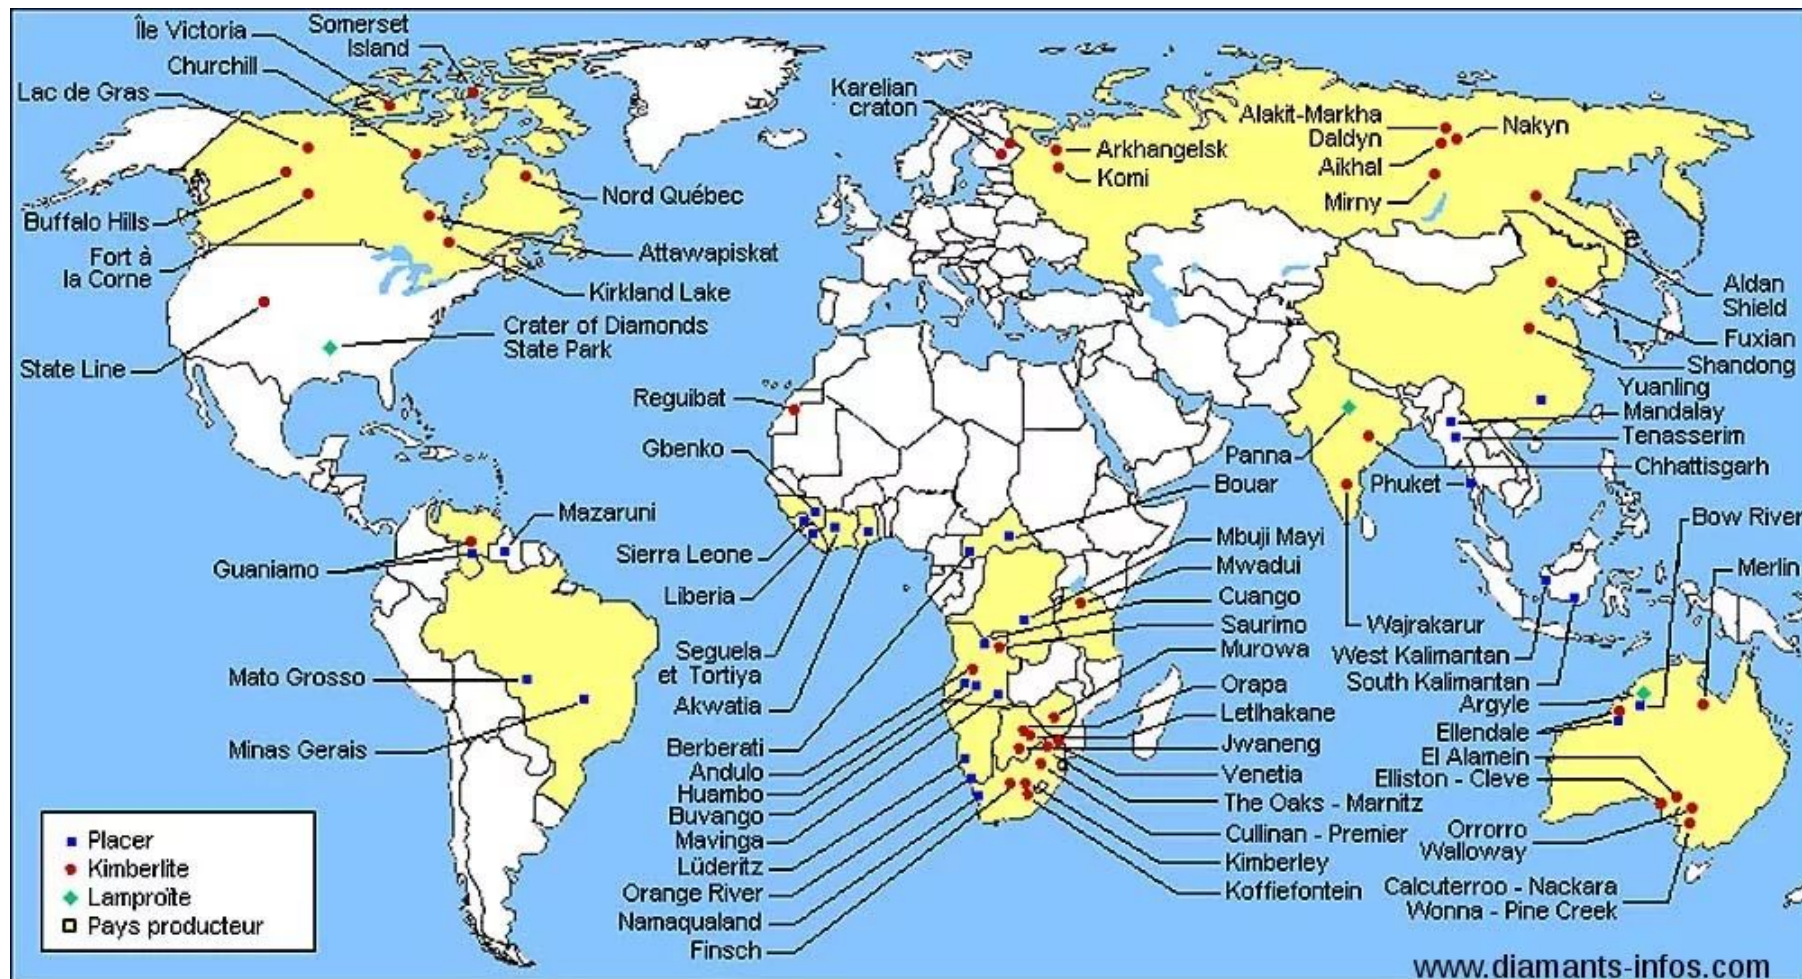 Île Victoria
Somerset
Island
Churchill
Lac de Gras
Buffalo Hills
Fort à
la Corne
State Line
Nord Québec
Attawapiskat
Kirkland Lake
Crater of Diamonds
State Park
Karelian
craton
Arkhangelsk
Komi
Alakit-Markha
Daldyn
Nakyn
Aikhal
Mirny
Aldan
Shield
Fuxian
Shandong
Yuanling
Mandalay
Tenasserim
Chhattisgarh
Panna
Phuket
Wajrakarur
Reguibat
Gbenko
Bouar
Mazaruni
Guaniamo
Sierra Leone
Liberia
Seguela
et Tortiya
Akwatia
Mato Grosso
Minas Gerais
Berberati
Andulo
Huambo
Buvango
Mavinga
Lüderitz
Orange River
Namaqualand
Finsch
Mbuji Mayi
Mwadui
Cuango
Saurimo
Murowa
Orapa
Letlhakane
Jwaneng
Venetia
The Oaks - Marnitz
Cullinan - Premier
Kimberley
Koffiefontein
Bow River
Merlin
West Kalimantan
South Kalimantan
Argyle
Ellendale
El Alamein
Elliston - Cleve
Orrorro
Walloway
Calcuterroo - Nackara
Wonna - Pine Creek
Placer
Kimberlite
Lamproïte
Pays producteur
www.diamants-infos.com